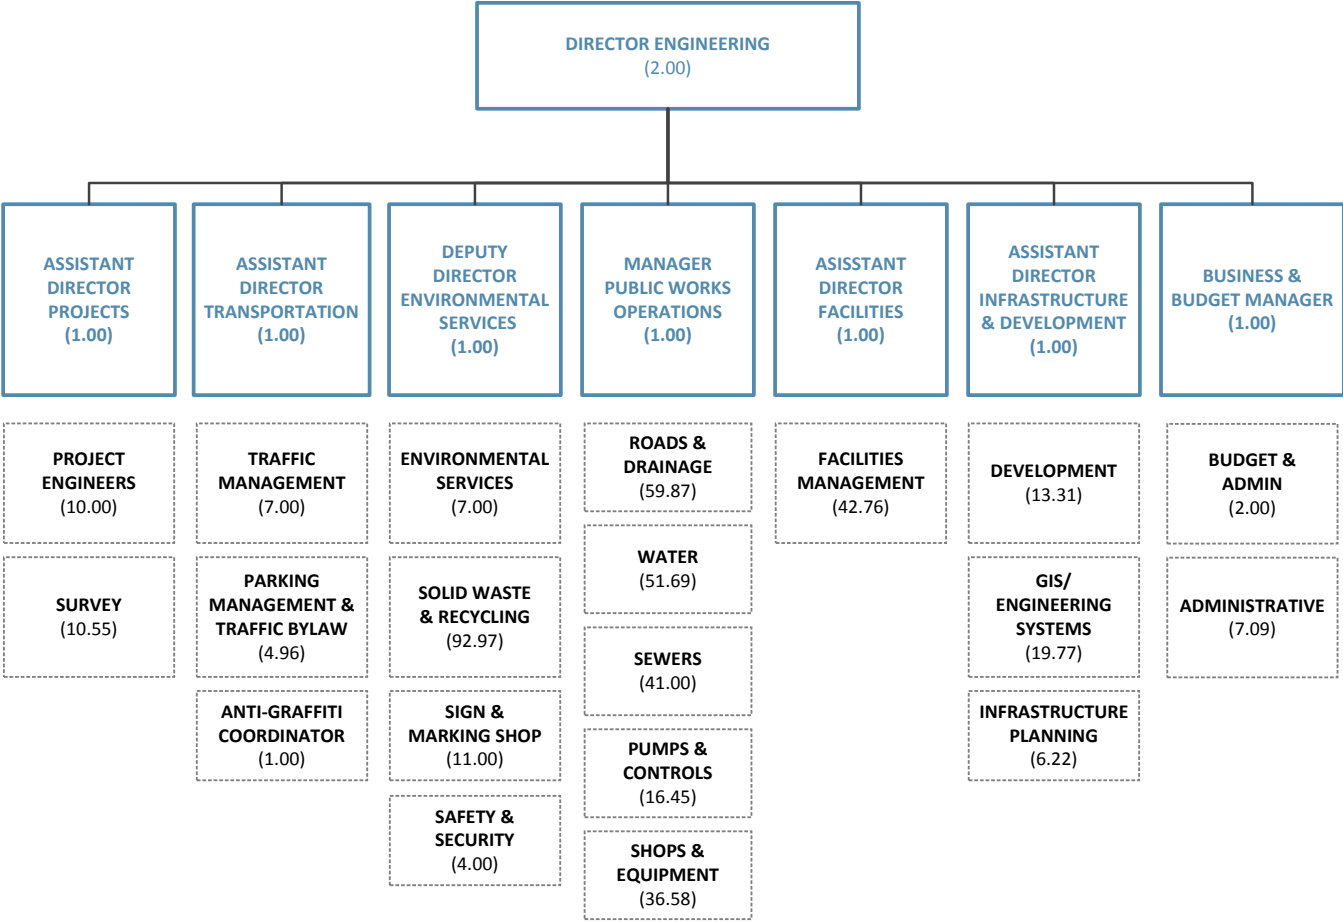 DIRECTOR ENGINEERING
(2.00)
ASSISTANT
DIRECTOR
PROJECTS
(1.00)
ASSISTANT
DIRECTOR
TRANSPORTATION
(1.00)
DEPUTY
DIRECTOR
ENVIRONMENTAL
SERVICES
(1.00)
MANAGER
PUBLIC WORKS
OPERATIONS
(1.00)
ASISSTANT
DIRECTOR
FACILITIES
(1.00)
ASSISTANT
DIRECTOR
INFRASTRUCTURE
& DEVELOPMENT
(1.00)
BUSINESS &
BUDGET MANAGER
(1.00)
PROJECT
ENGINEERS
(10.00)
SURVEY
(10.55)
TRAFFIC
MANAGEMENT
(7.00)
PARKING
MANAGEMENT &
TRAFFIC BYLAW
(4.96)
ANTI-GRAFFITI
COORDINATOR
(1.00)
ENVIRONMENTAL
SERVICES
(7.00)
SOLID WASTE
& RECYCLING
(92.97)
SIGN &
MARKING SHOP
(11.00)
SAFETY &
SECURITY
(4.00)
ROADS &
DRAINAGE
(59.87)
WATER
(51.69)
SEWERS
(41.00)
PUMPS &
CONTROLS
(16.45)
SHOPS &
EQUIPMENT
(36.58)
FACILITIES
MANAGEMENT
(42.76)
DEVELOPMENT
(13.31)
GIS/
ENGINEERING
SYSTEMS
(19.77)
INFRASTRUCTURE
PLANNING
(6.22)
BUDGET &
ADMIN
(2.00)
ADMINISTRATIVE
(7.09)